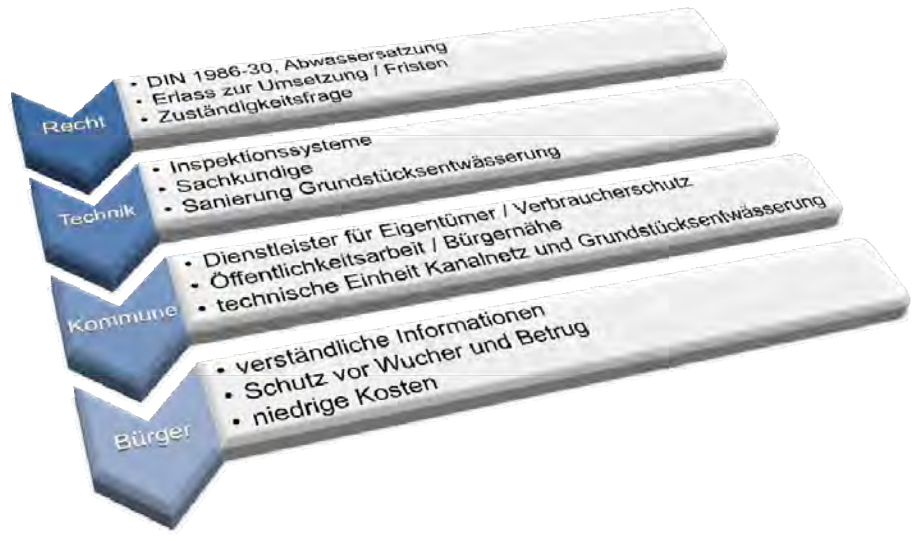 Recht
• DIN 1986-30, Abwassersatzung
• Erlass zur Umsetzung / Fristen
• Zuständigkeitsfrage
Technik
• Inspektionssysteme
• Sachkundige
• Sanierung Grundstücksentwässerung
Kommune
• Dienstleister für Eigentümer / Verbraucherschutz
• Öffentlichkeitsarbeit / Bürgernähe
• technische Einheit Kanalnetz und Grundstücksentwässerung
Bürger
• verständliche Informationen
• Schutz vor Wucher und Betrug
• niedrige Kosten